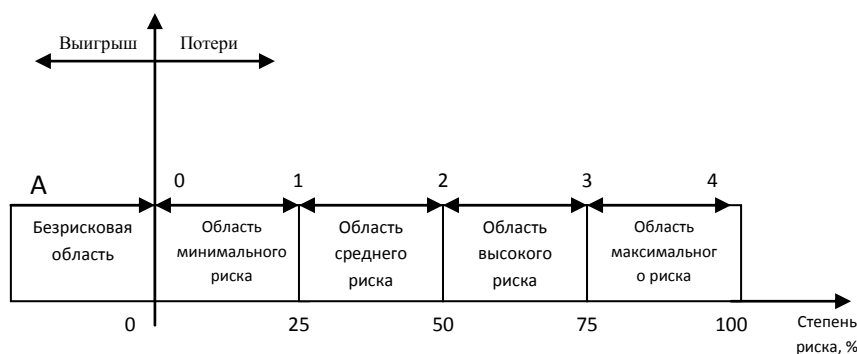 Выигрыш Потери
А 0 1 2 3 4
Безрисковая
область
Область
минимального
риска
Область
среднего
риска
Область
высокого
риска
Область
максимальног
о риска
0 25 50 75 100
Степень
риска, %